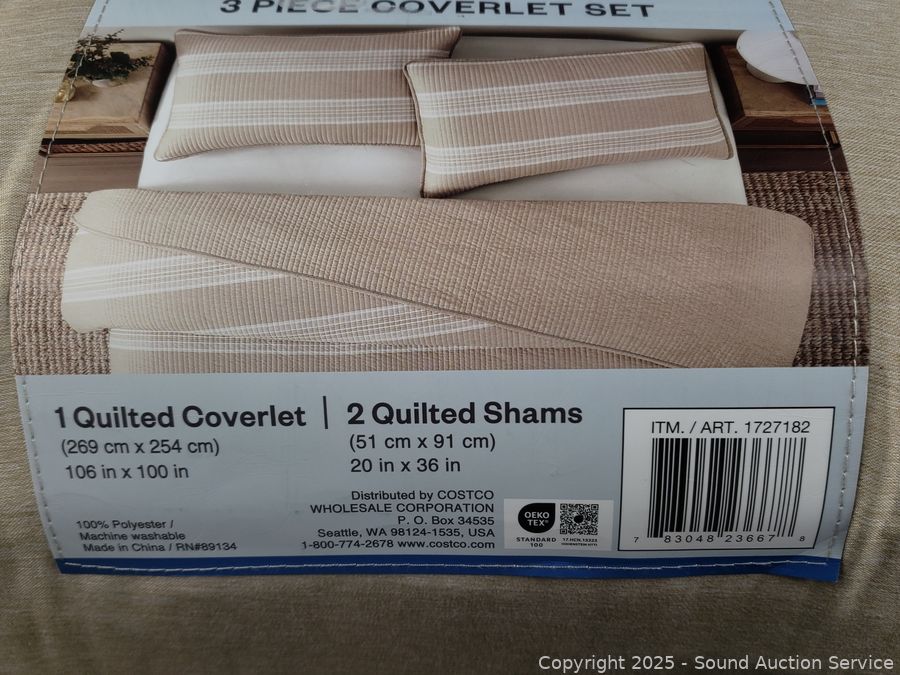 3 PIECE COVERLET SET
1 Quilted Coverlet | 2 Quilted Shams
(269 cm x 254 cm)
106 in x 100 in
(51 cm x 91 cm)
20 in x 36 in
100% Polyester /
Machine washable
Made in China / RN#89134
Distributed by COSTCO
WHOLESALE CORPORATION
P. O. Box 34535
Seattle, WA 98124-1535, USA
1-800-774-2678 www.costco.com
OEKO
TEX®
STANDARD
100
ITM. / ART. 1727182
7 83048 23667 8
Copyright 2025 - Sound Auction Service